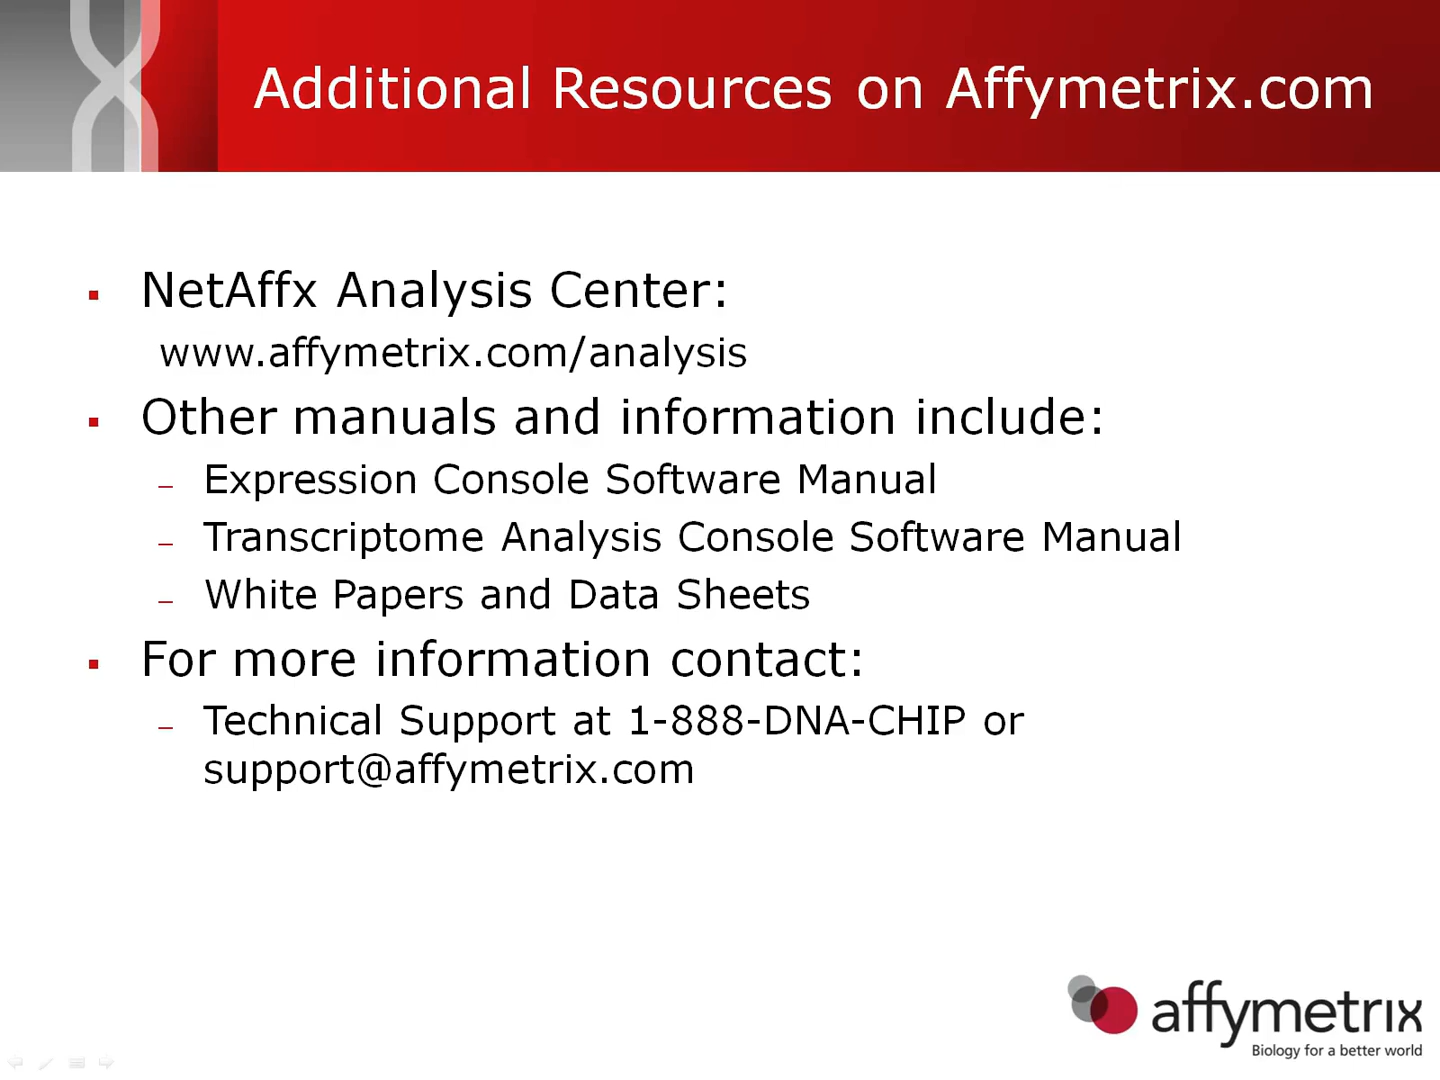 Additional Resources on Affymetrix.com
▪ NetAffx Analysis Center:
www.affymetrix.com/analysis
▪ Other manuals and information include:
– Expression Console Software Manual
– Transcriptome Analysis Console Software Manual
– White Papers and Data Sheets
▪ For more information contact:
– Technical Support at 1-888-DNA-CHIP or
support@affymetrix.com
affymetrix
Biology for a better world